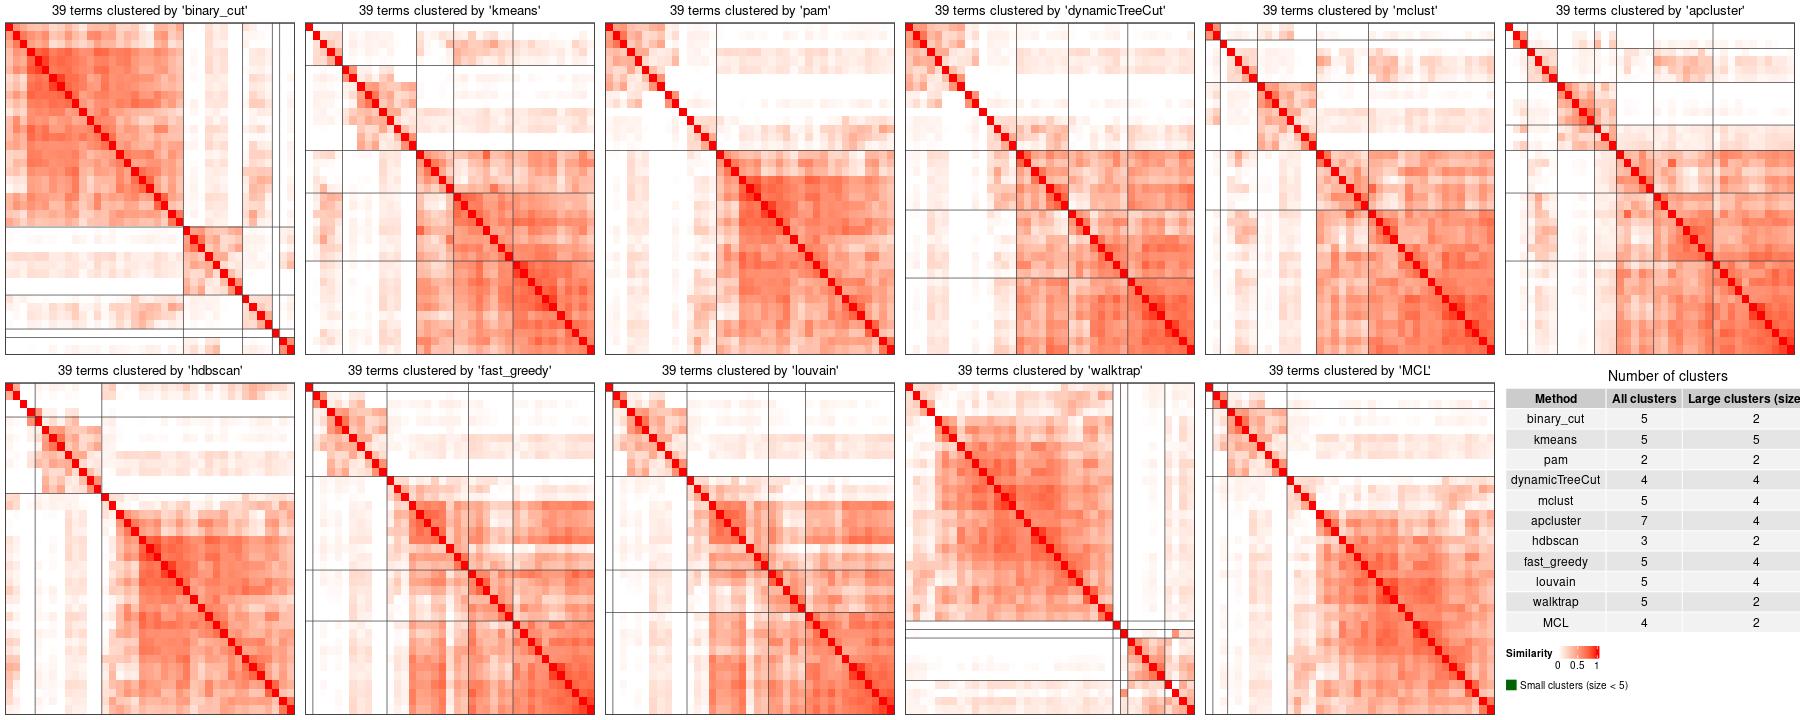 39 terms clustered by 'binary_cut'
39 terms clustered by 'kmeans'
39 terms clustered by 'pam'
39 terms clustered by 'dynamicTreeCut'
39 terms clustered by 'mclust'
39 terms clustered by 'apcluster'
39 terms clustered by 'hdbscan'
39 terms clustered by 'fast_greedy'
39 terms clustered by 'louvain'
39 terms clustered by 'walktrap'
39 terms clustered by 'MCL'
Number of clusters
Method All clusters Large clusters (size
binary_cut 5 2
kmeans 5 5
pam 2 2
dynamicTreeCut 4 4
mclust 5 4
apcluster 7 4
hdbscan 3 2
fast_greedy 5 4
louvain 5 4
walktrap 5 2
MCL 4 2
Similarity
0 0.5 1
Small clusters (size < 5)